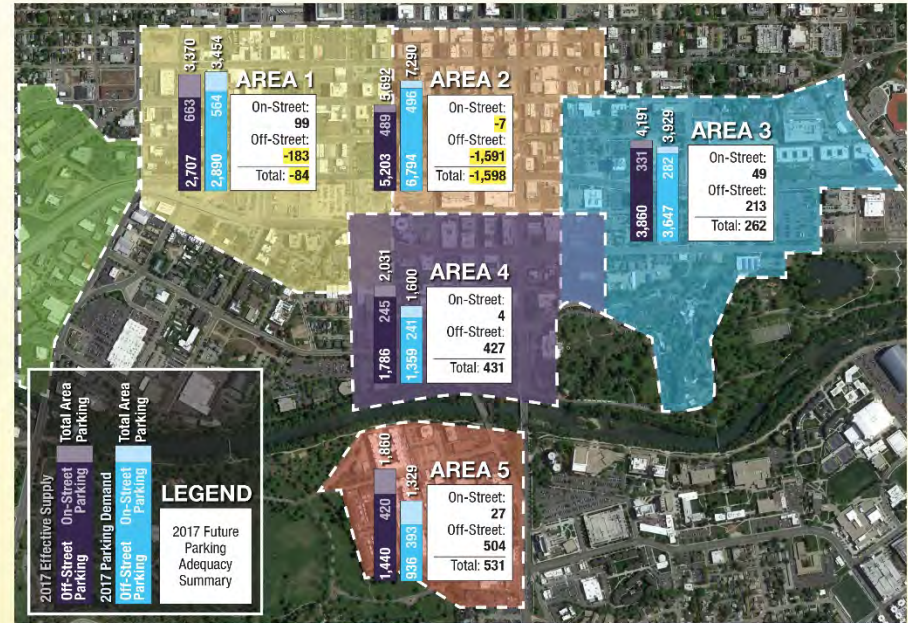 AREA 1
3,370
663
2,707
3,454
564
2,890
On-Street:
99
Off-Street:
-183
Total: -84
AREA 2
5,692
489
5,203
7,290
496
6,794
On-Street:
-7
Off-Street:
-1,591
Total: -1,598
AREA 3
4,191
331
3,860
3,929
282
3,647
On-Street:
49
Off-Street:
213
Total: 262
AREA 4
2,031
245
1,786
1,600
241
1,359
On-Street:
4
Off-Street:
427
Total: 431
AREA 5
1,860
420
1,440
1,329
393
936
On-Street:
27
Off-Street:
504
Total: 531
LEGEND
2017 Effective Supply
Off-Street Parking
On-Street Parking
Total Area Parking
2017 Parking Demand
Off-Street Parking
On-Street Parking
Total Area Parking
2017 Future
Parking
Adequacy
Summary